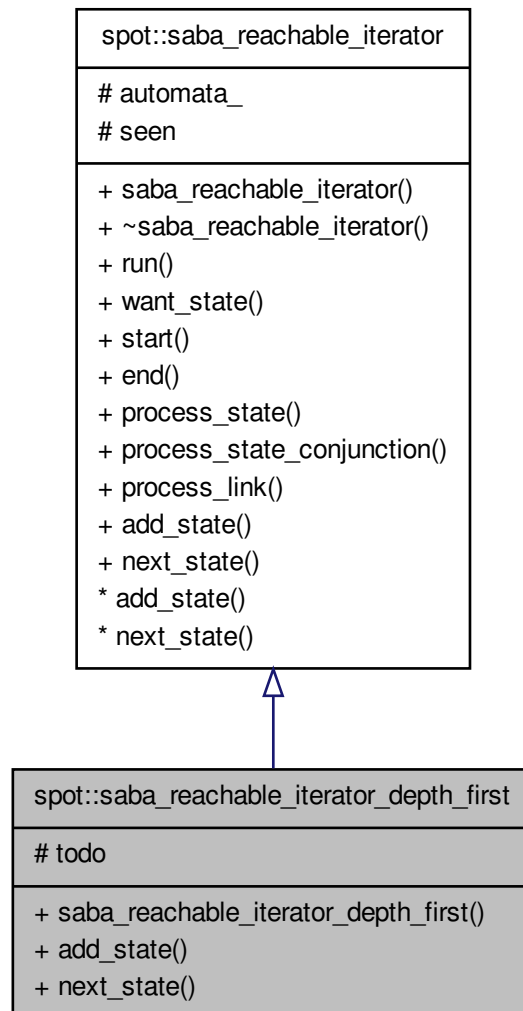 spot::saba_reachable_iterator
# automata_
# seen
+ saba_reachable_iterator()
+ ~saba_reachable_iterator()
+ run()
+ want_state()
+ start()
+ end()
+ process_state()
+ process_state_conjunction()
+ process_link()
+ add_state()
+ next_state()
* add_state()
* next_state()
spot::saba_reachable_iterator_depth_first
# todo
+ saba_reachable_iterator_depth_first()
+ add_state()
+ next_state()